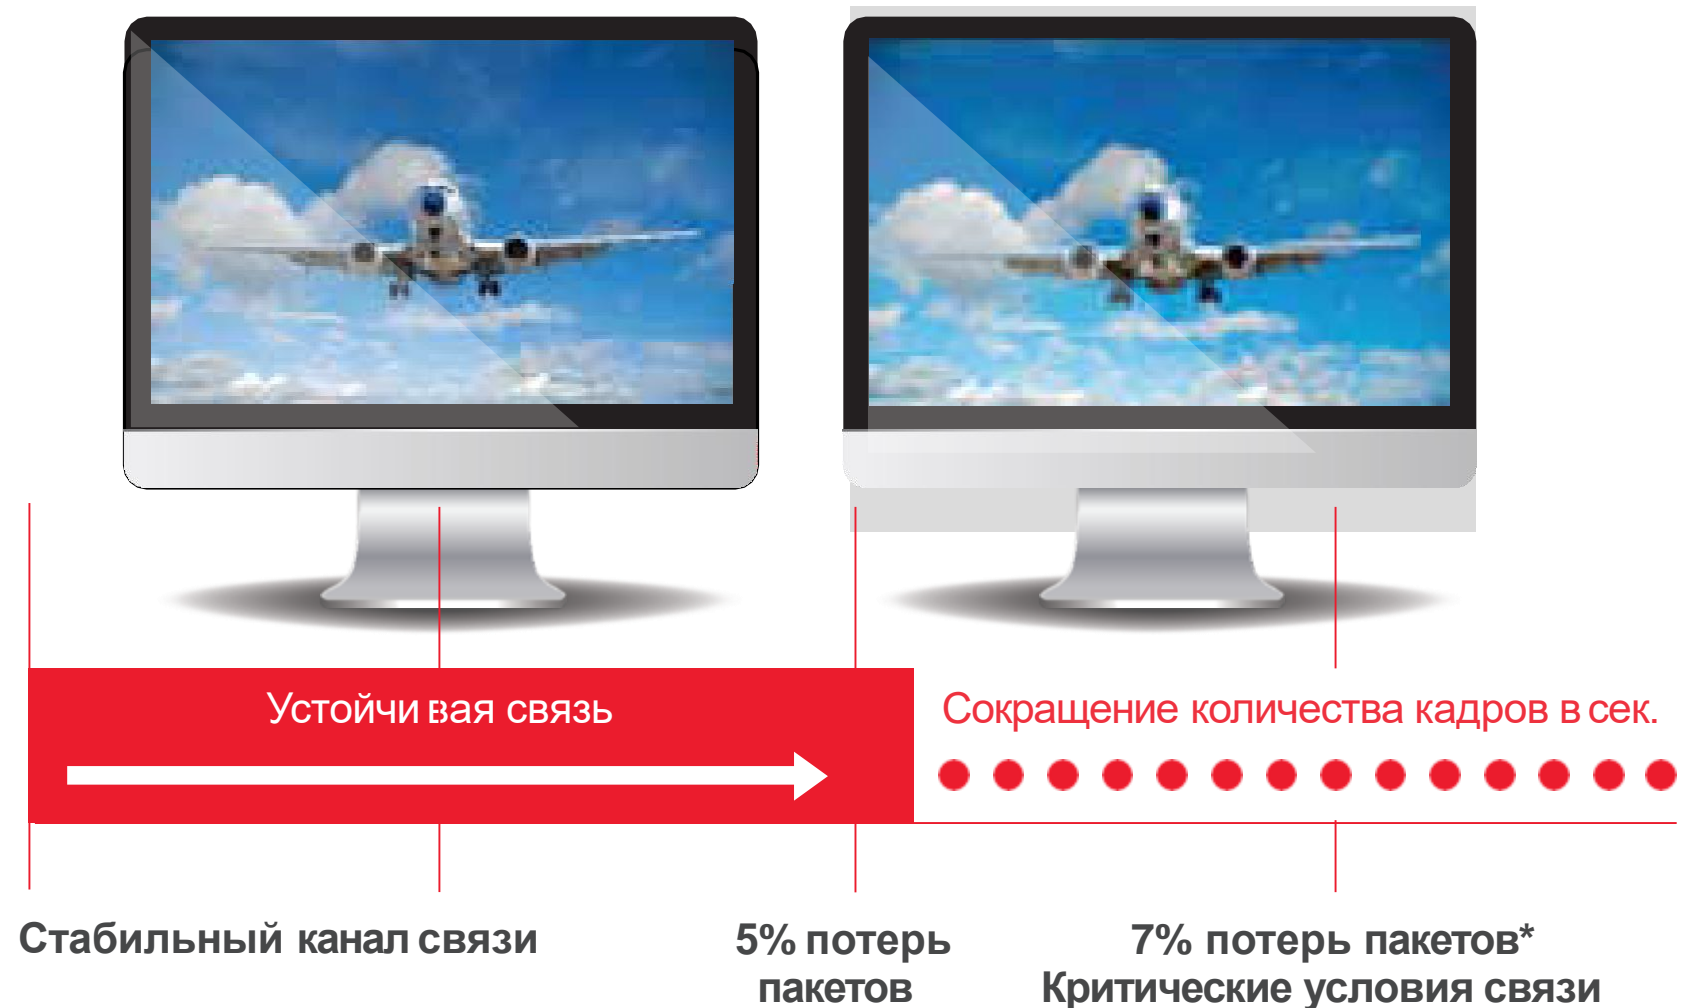 Устойчивая связь
Сокращение количества кадров в сек.
Стабильный канал связи
5% потерь
пакетов
7% потерь пакетов*
Критические условия связи